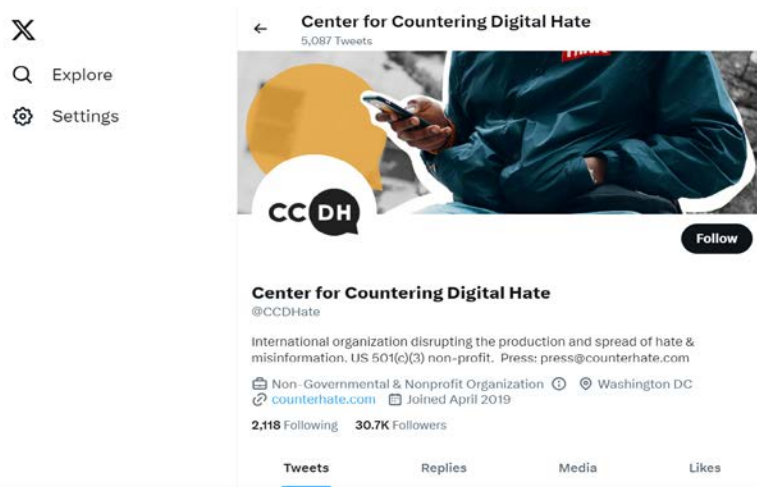 X
Explore
Settings
Center for Countering Digital Hate
5,087 Tweets
CC DH
Follow
Center for Countering Digital Hate
@CCDHate
International organization disrupting the production and spread of hate &
misinformation. US 501(c)(3) non-profit. Press: press@counterhate.com
Non-Governmental & Nonprofit Organization Washington DC
counterhate.com Joined April 2019
2,118 Following 30.7K Followers
Tweets Replies Media Likes